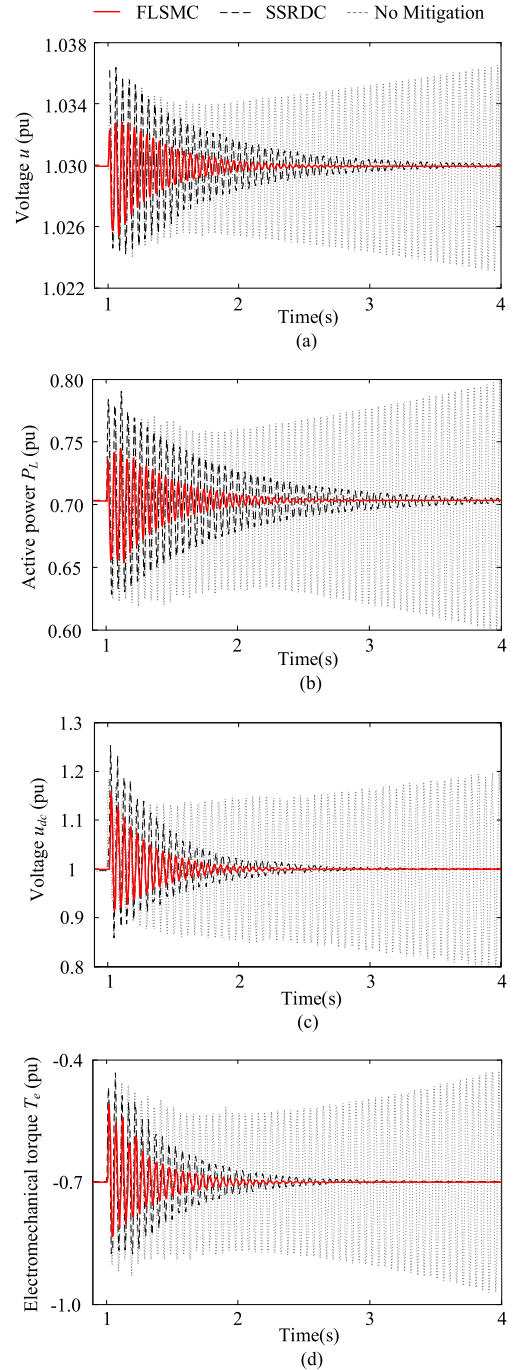 FLSMC SSRDC No Mitigation
1.038
1.034
1.030
1.026
1.022
Voltage u (pu)
1 2 3 4
Time(s)
(a)
0.80
0.75
0.70
0.65
0.60
Active power P_L (pu)
1 2 3 4
Time(s)
(b)
1.3
1.2
1.1
1
0.9
0.8
Voltage u_dc (pu)
1 2 3 4
Time(s)
(c)
-0.4
-0.7
-1.0
Electromechanical torque T_e (pu)
1 2 3 4
Time(s)
(d)